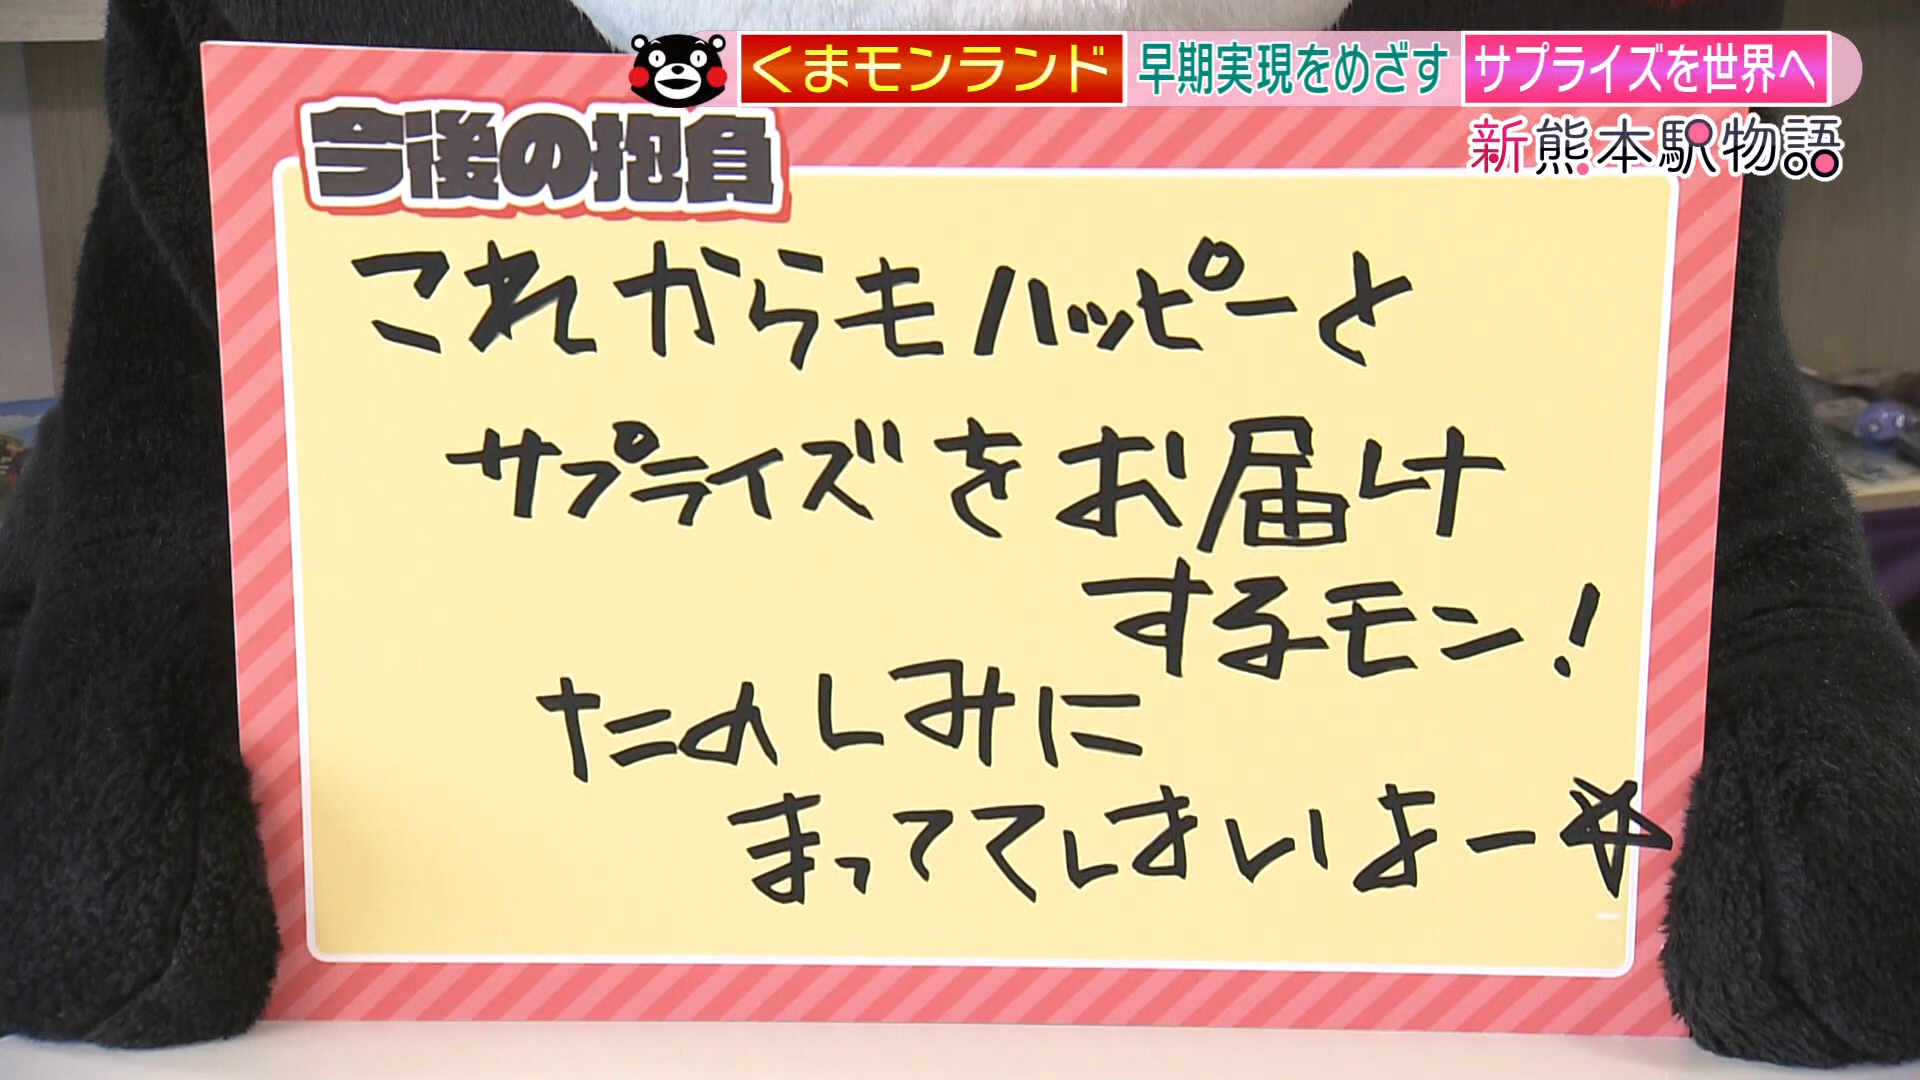 くまモンランド 早期実現をめざす サプライズを世界へ
新熊本駅物語
今後の抱負
これからもハッピーと
サプライズをお届け
するモン!
たのしみに
まっててしまいよー☆